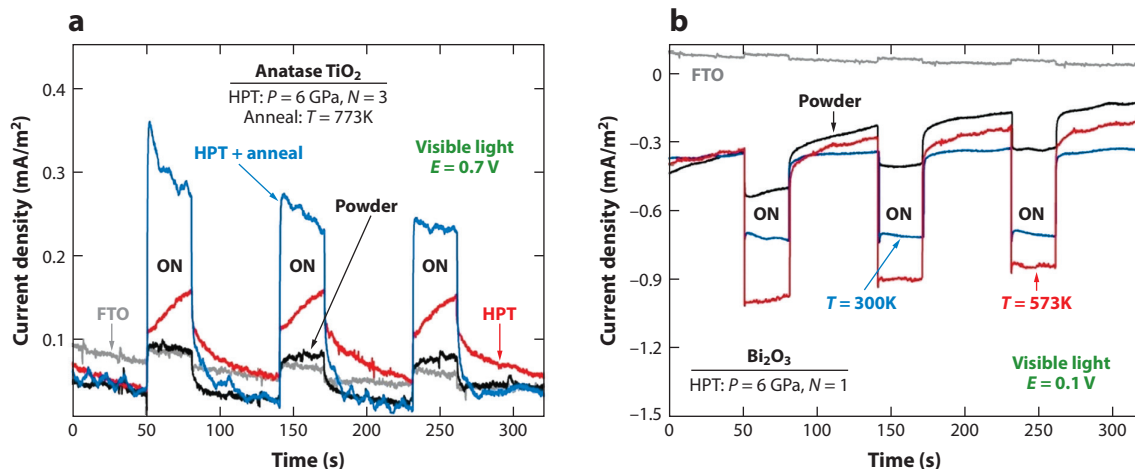 a
Current density (mA/m²)
0.4
0.3
0.2
0.1
Anatase TiO₂
HPT: P = 6 GPa, N = 3
Anneal: T = 773K
HPT + anneal
Visible light
E = 0.7 V
Powder
ON
ON
ON
FTO
HPT
0
50
100
150
200
250
300
Time (s)
b
Current density (mA/m²)
0
−0.3
−0.6
−0.9
−1.2
−1.5
FTO
Powder
ON
ON
ON
T = 300K
T = 573K
Bi₂O₃
HPT: P = 6 GPa, N = 1
Visible light
E = 0.1 V
0
50
100
150
200
250
300
Time (s)